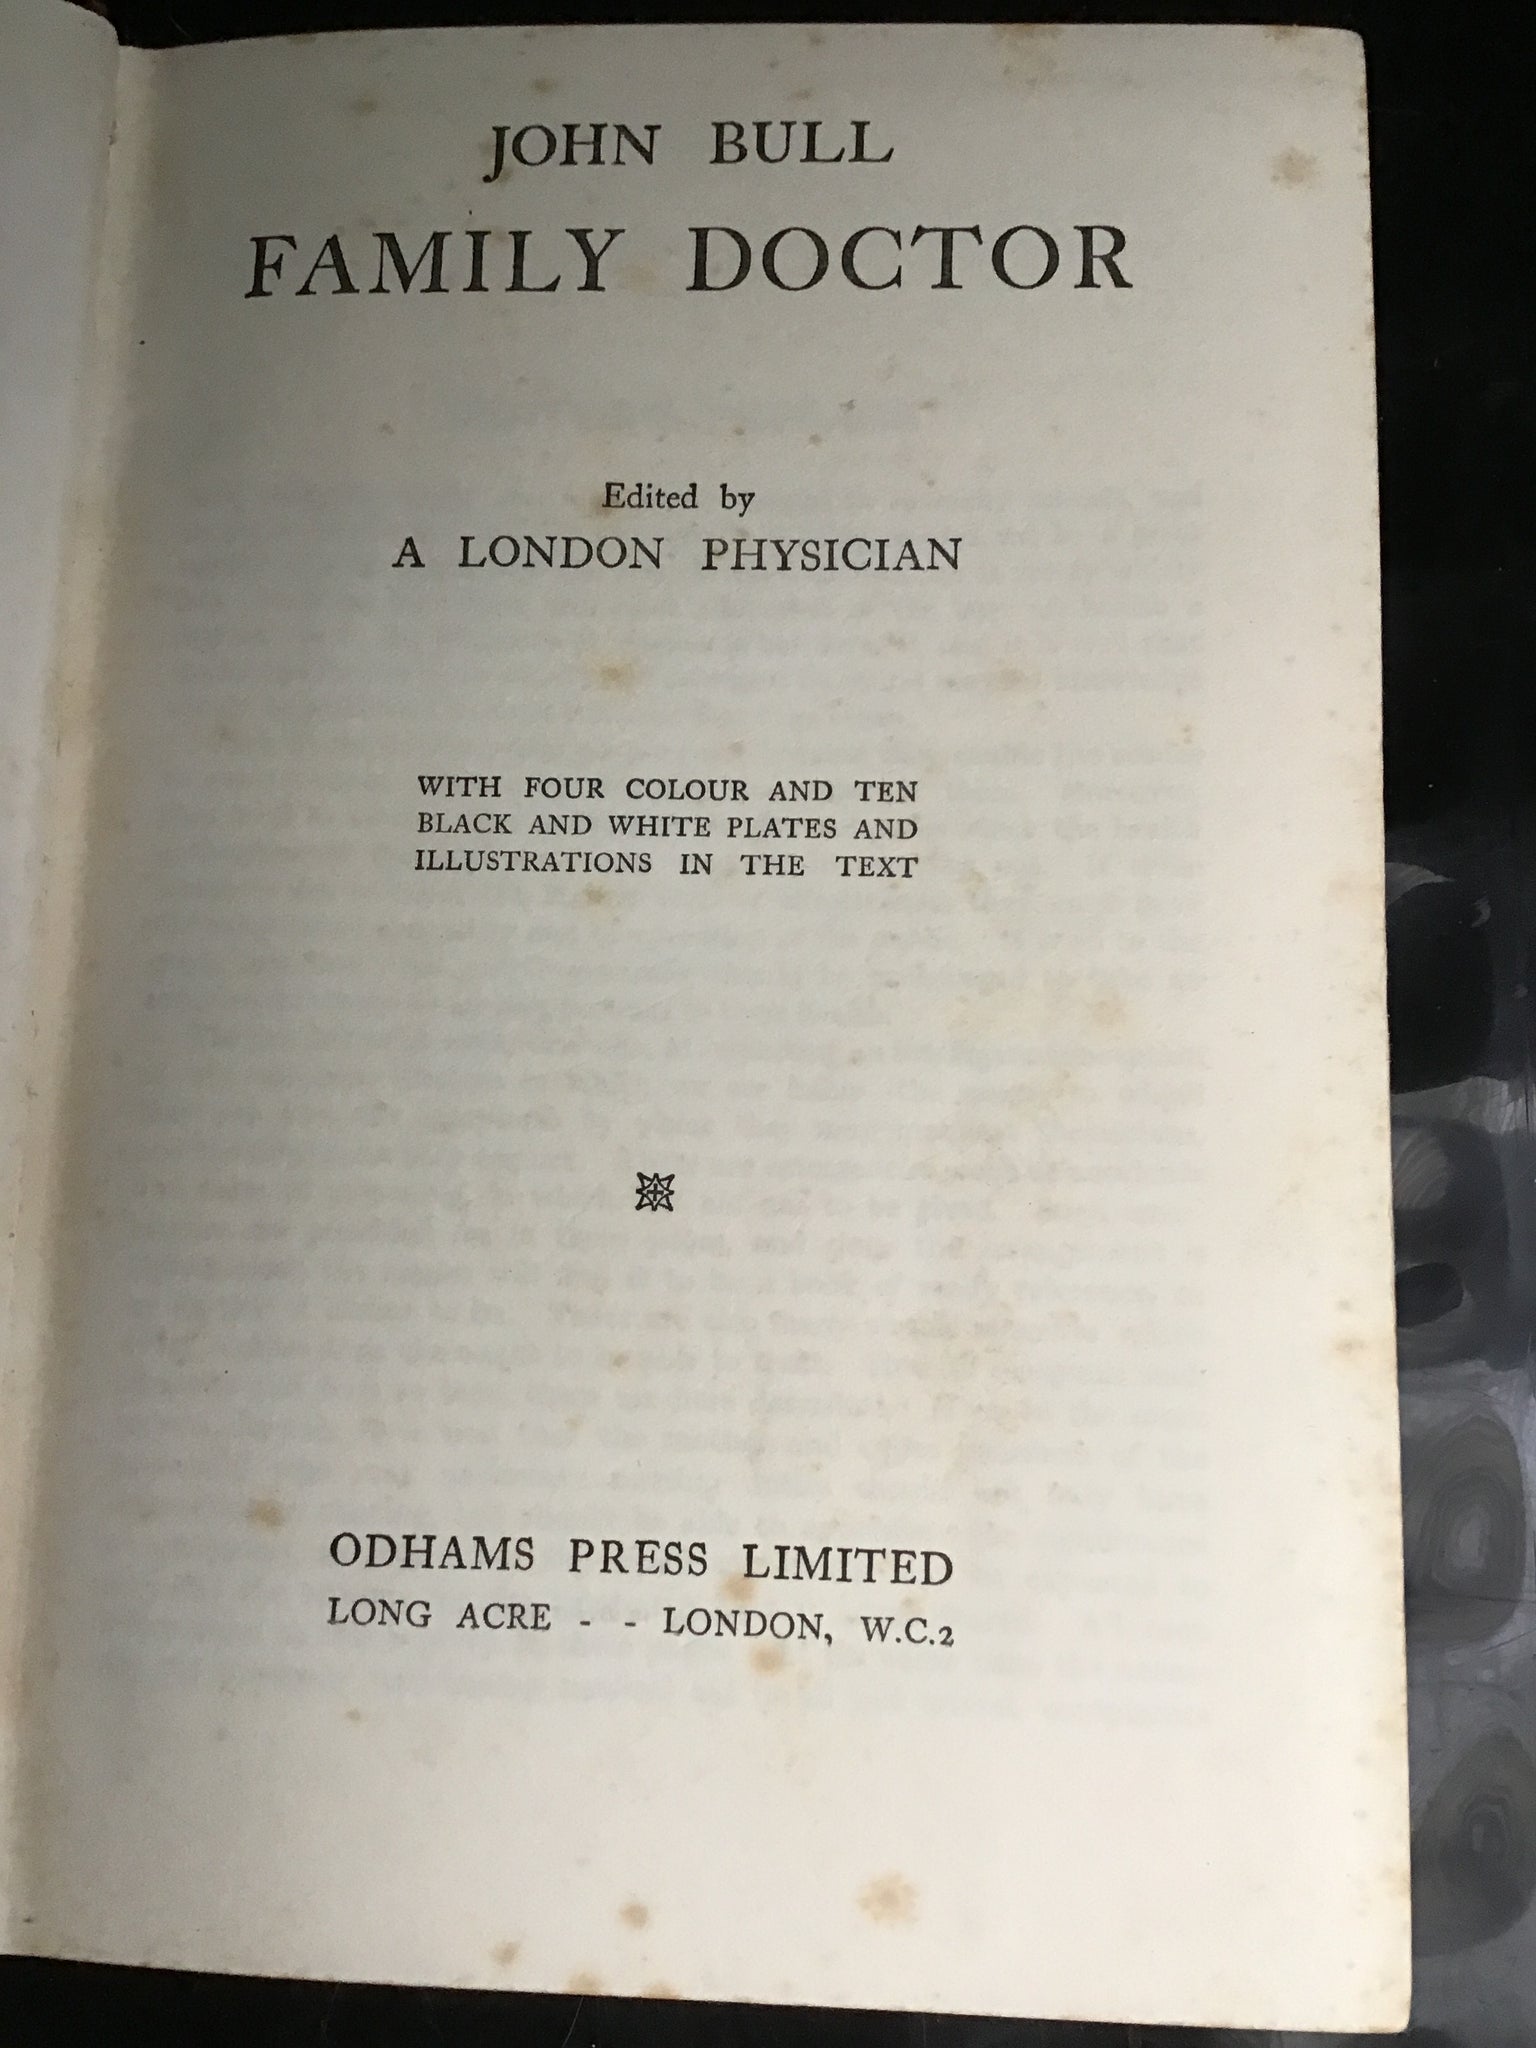 JOHN BULL
FAMILY DOCTOR
Edited by
A LONDON PHYSICIAN
WITH FOUR COLOUR AND TEN
BLACK AND WHITE PLATES AND
ILLUSTRATIONS IN THE TEXT
ODHAMS PRESS LIMITED
LONG ACRE - - LONDON, W.C.2